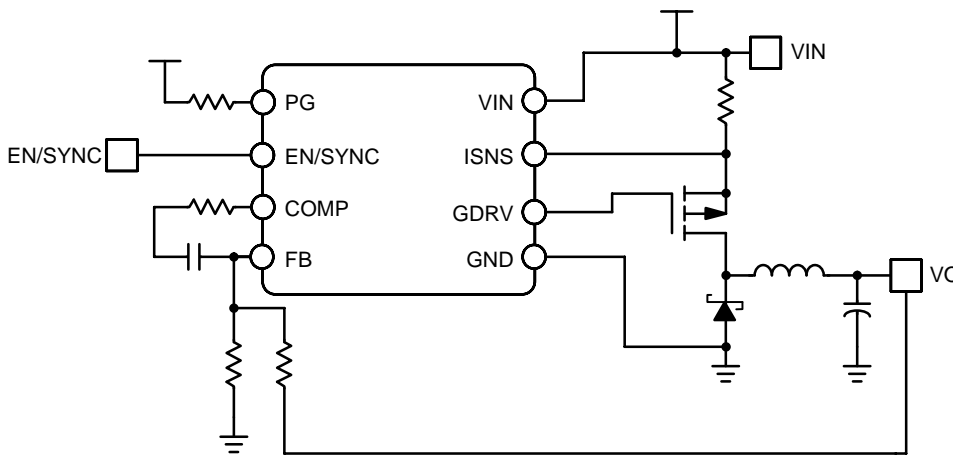 VIN
PG
VIN
EN/SYNC
EN/SYNC
ISNS
COMP
GDRV
FB
GND